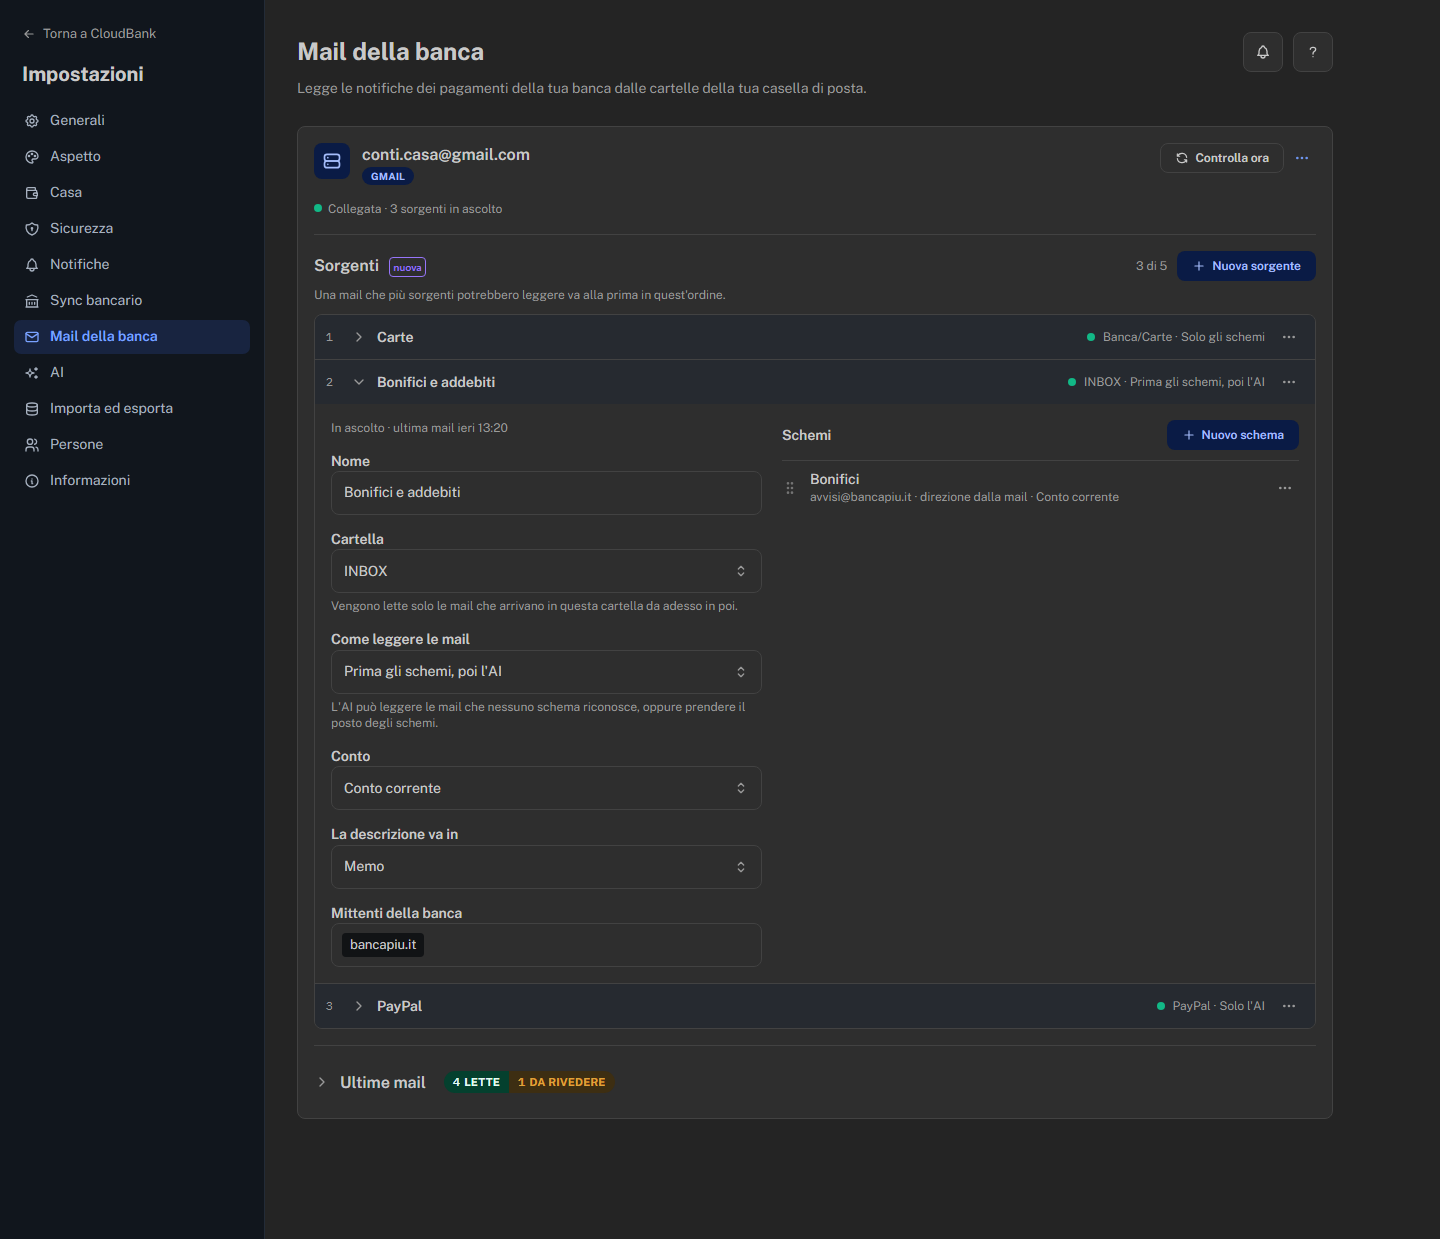 Torna a CloudBank
Impostazioni
Generali
Aspetto
Casa
Sicurezza
Notifiche
Sync bancario
Mail della banca
AI
Importa ed esporta
Persone
Informazioni
Mail della banca
?
Legge le notifiche dei pagamenti della tua banca dalle cartelle della tua casella di posta.
conti.casa@gmail.com
GMAIL
Controlla ora
Collegata · 3 sorgenti in ascolto
Sorgenti nuova
3 di 5
Nuova sorgente
Una mail che più sorgenti potrebbero leggere va alla prima in quest'ordine.
1 Carte
Banca/Carte · Solo gli schemi
2 Bonifici e addebiti
INBOX · Prima gli schemi, poi l'AI
In ascolto · ultima mail ieri 13:20
Nome
Bonifici e addebiti
Cartella
INBOX
Vengono lette solo le mail che arrivano in questa cartella da adesso in poi.
Come leggere le mail
Prima gli schemi, poi l'AI
L'AI può leggere le mail che nessuno schema riconosce, oppure prendere il
posto degli schemi.
Conto
Conto corrente
La descrizione va in
Memo
Mittenti della banca
bancapiu.it
Schemi
Nuovo schema
Bonifici
avvisi@bancapiu.it · direzione dalla mail · Conto corrente
3 PayPal
PayPal · Solo l'AI
Ultime mail
4 LETTE
1 DA RIVEDERE